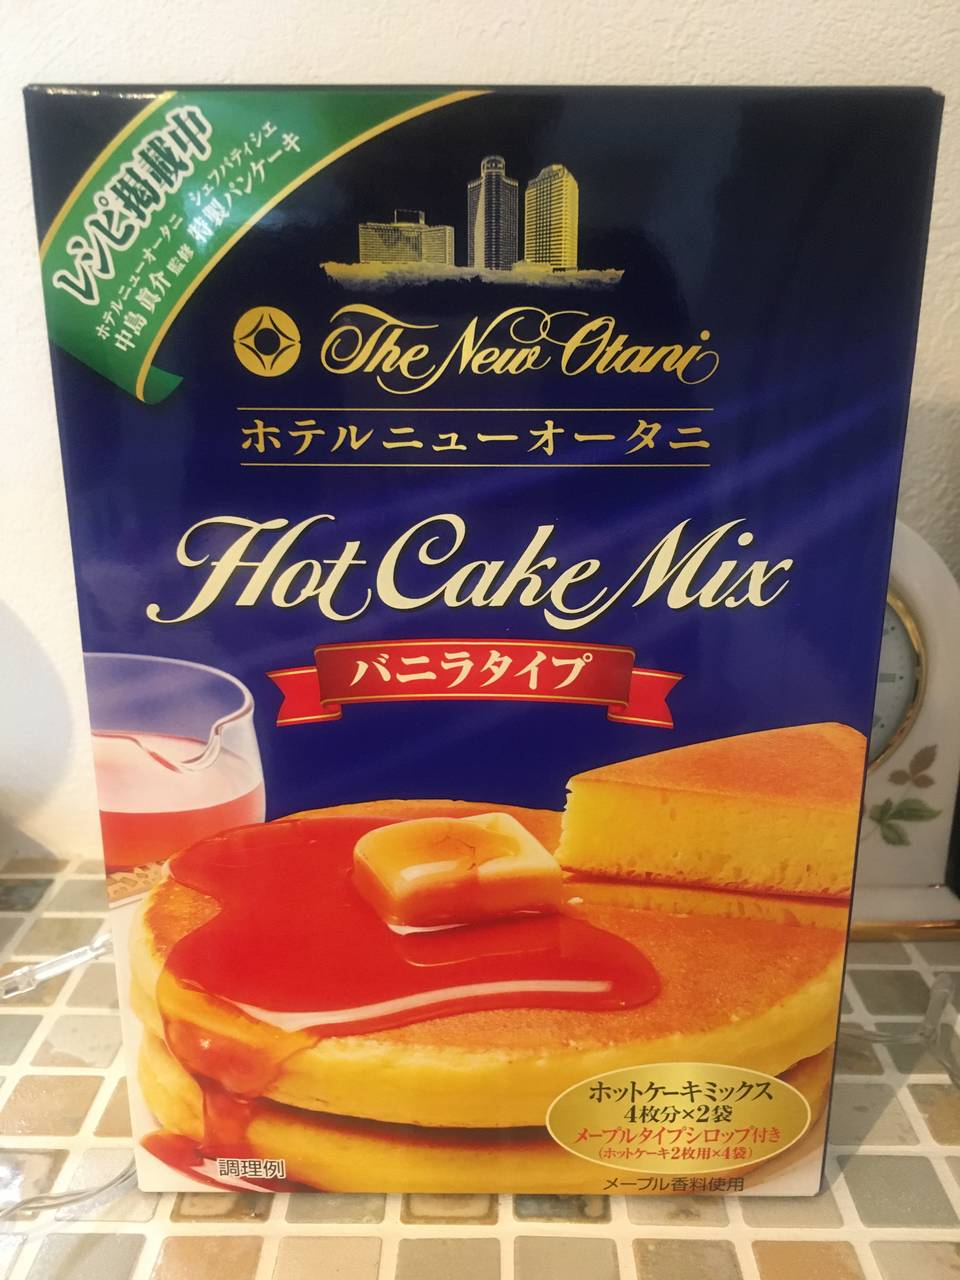 レシピ掲載中
ホテルニューオータニ シェフパティシエ
中島 眞介 監修 特製パンケーキ
The New Otani
ホテルニューオータニ
Hot Cake Mix
バニラタイプ
ホットケーキミックス
4枚分×2袋
メープルタイプシロップ付き
(ホットケーキ2枚用×4袋)
調理例
メープル香料使用